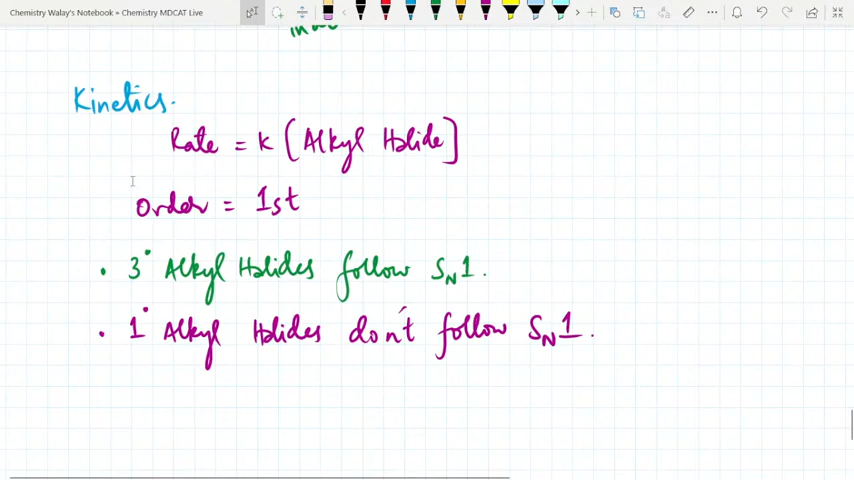 Chemistry Walay's Notebook » Chemistry MDCAT Live
Kinetics.
Rate = K [Alkyl Halide]
order = 1st
• 3° Alkyl Halides follow SN1.
• 1° Alkyl Halides don't follow SN1.